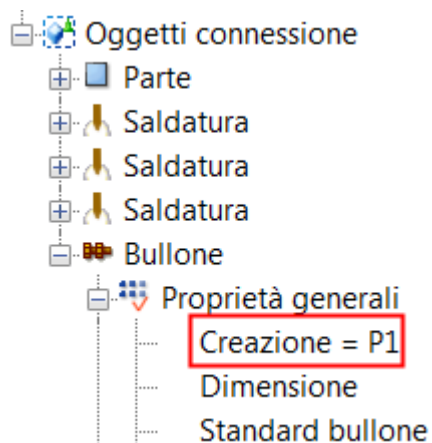 Oggetti connessione
Parte
Saldatura
Saldatura
Saldatura
Bullone
Proprietà generali
Creazione = P1
Dimensione
Standard bullone